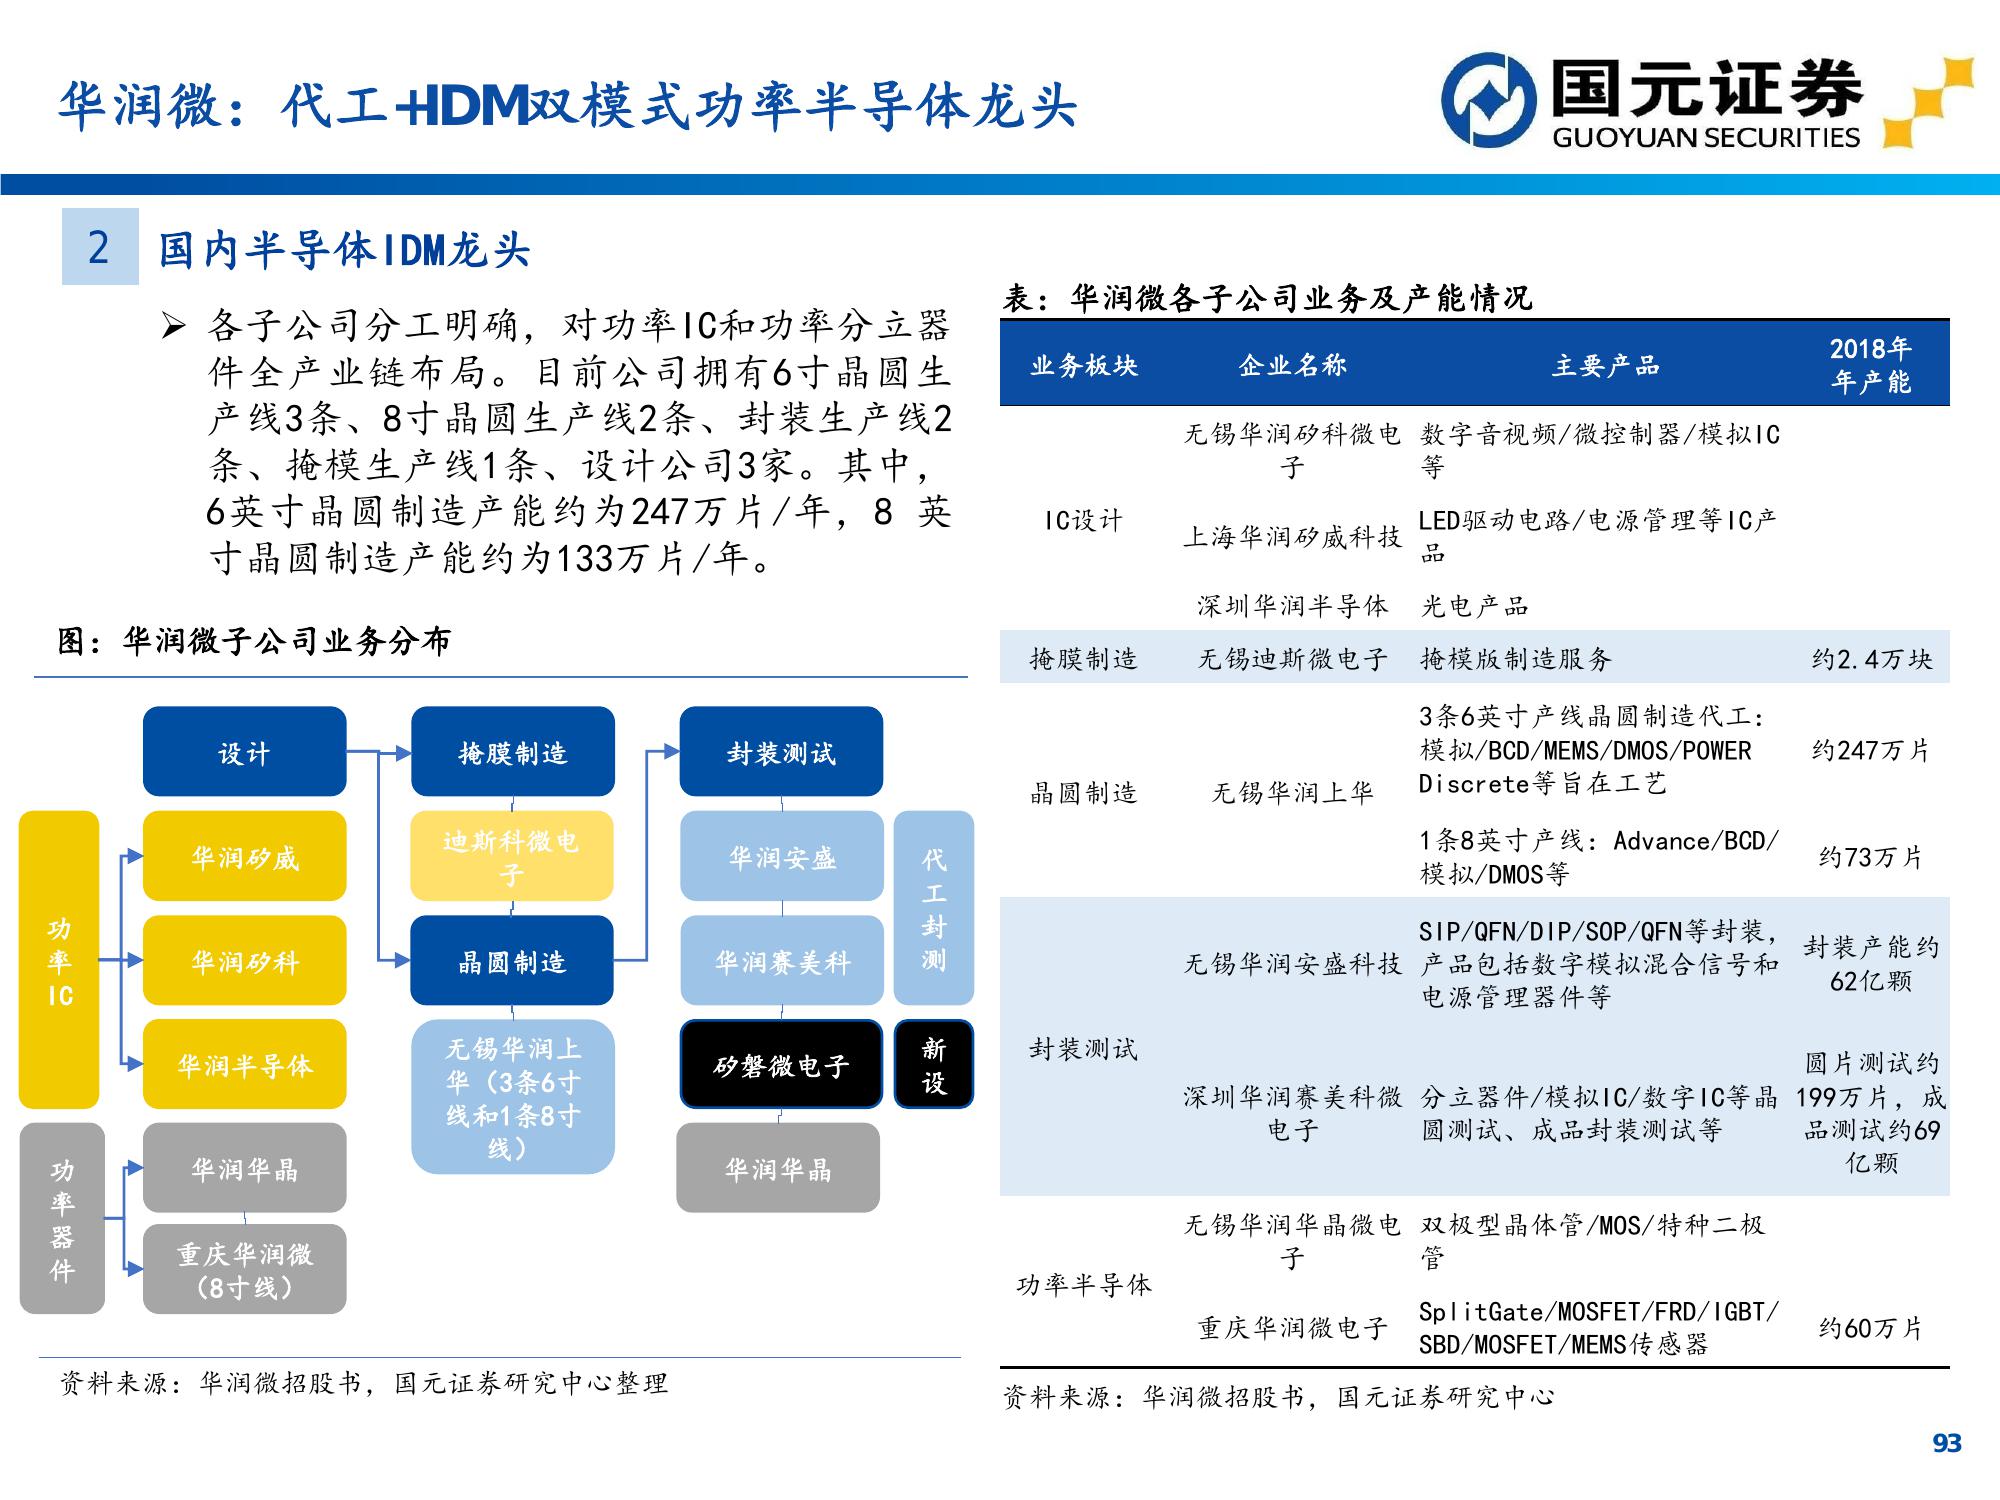 华润微：代工+IDM双模式功率半导体龙头
国元证券
GUOYUAN SECURITIES
2
国内半导体IDM龙头
➢ 各子公司分工明确，对功率IC和功率分立器
件全产业链布局。目前公司拥有6寸晶圆生
产线3条、8寸晶圆生产线2条、封装生产线2
条、掩模生产线1条、设计公司3家。其中，
6英寸晶圆制造产能约为247万片/年，8 英
寸晶圆制造产能约为133万片/年。
图：华润微子公司业务分布
设计
掩膜制造
封装测试
功
率
IC
华润矽威
迪斯科微电
子
华润安盛
代
工
封
测
华润矽科
晶圆制造
华润赛美科
华润半导体
无锡华润上
华（3条6寸
线和1条8寸
线）
矽磐微电子
新
设
功
率
器
件
华润华晶
华润华晶
重庆华润微
（8寸线）
资料来源：华润微招股书，国元证券研究中心整理
表：华润微各子公司业务及产能情况
业务板块
企业名称
主要产品
2018年
年产能
IC设计
无锡华润矽科微电
子
数字音视频/微控制器/模拟IC
等
上海华润矽威科技
LED驱动电路/电源管理等IC产
品
深圳华润半导体
光电产品
掩膜制造
无锡迪斯微电子
掩模版制造服务
约2.4万块
晶圆制造
无锡华润上华
3条6英寸产线晶圆制造代工：
模拟/BCD/MEMS/DMOS/POWER
Discrete等旨在工艺
约247万片
1条8英寸产线：Advance/BCD/
模拟/DMOS等
约73万片
封装测试
无锡华润安盛科技
SIP/QFN/DIP/SOP/QFN等封装，
产品包括数字模拟混合信号和
电源管理器件等
封装产能约
62亿颗
深圳华润赛美科微
电子
分立器件/模拟IC/数字IC等晶
圆测试、成品封装测试等
圆片测试约
199万片，成
品测试约69
亿颗
功率半导体
无锡华润华晶微电
子
双极型晶体管/MOS/特种二极
管
重庆华润微电子
SplitGate/MOSFET/FRD/IGBT/
SBD/MOSFET/MEMS传感器
约60万片
资料来源：华润微招股书，国元证券研究中心
93